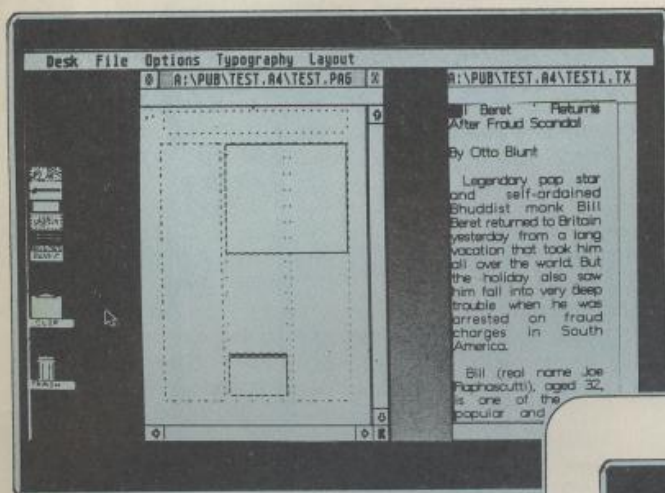 Desk File Options Typography Layout
A:\PUB\TEST.A4\TEST.PAG
A:\PUB\TEST.A4\TEST1.TX
l Beret ' Returns
After Fraud Scandal
By Otto Blunt
Legendary pop star
and self-ordained
Bhuddist monk Bill
Beret returned to Britain
yesterday from a long
vacation that took him
all over the world. But
the holiday also saw
him fall into very deep
trouble when he was
arrested on fraud
charges in South
America.
Bill (real name Joe
Raphascutti), aged 32,
is one of the
popular and
CLIP
TRASH